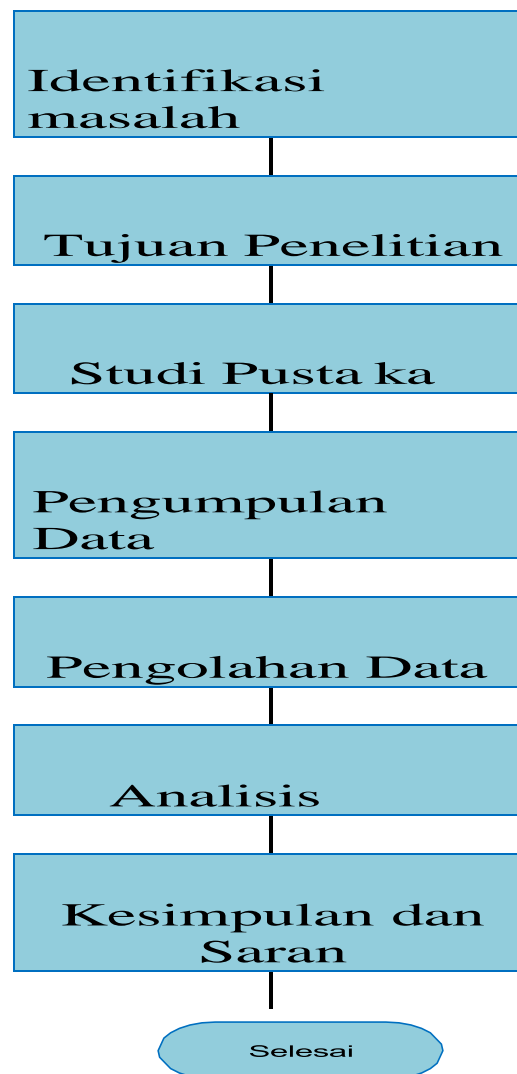 Identifikasi
masalah
Tujuan Penelitian
Studi Pusta ka
Pengumpulan
Data
Pengolahan Data
Analisis
Kesimpulan dan
Saran
Selesai